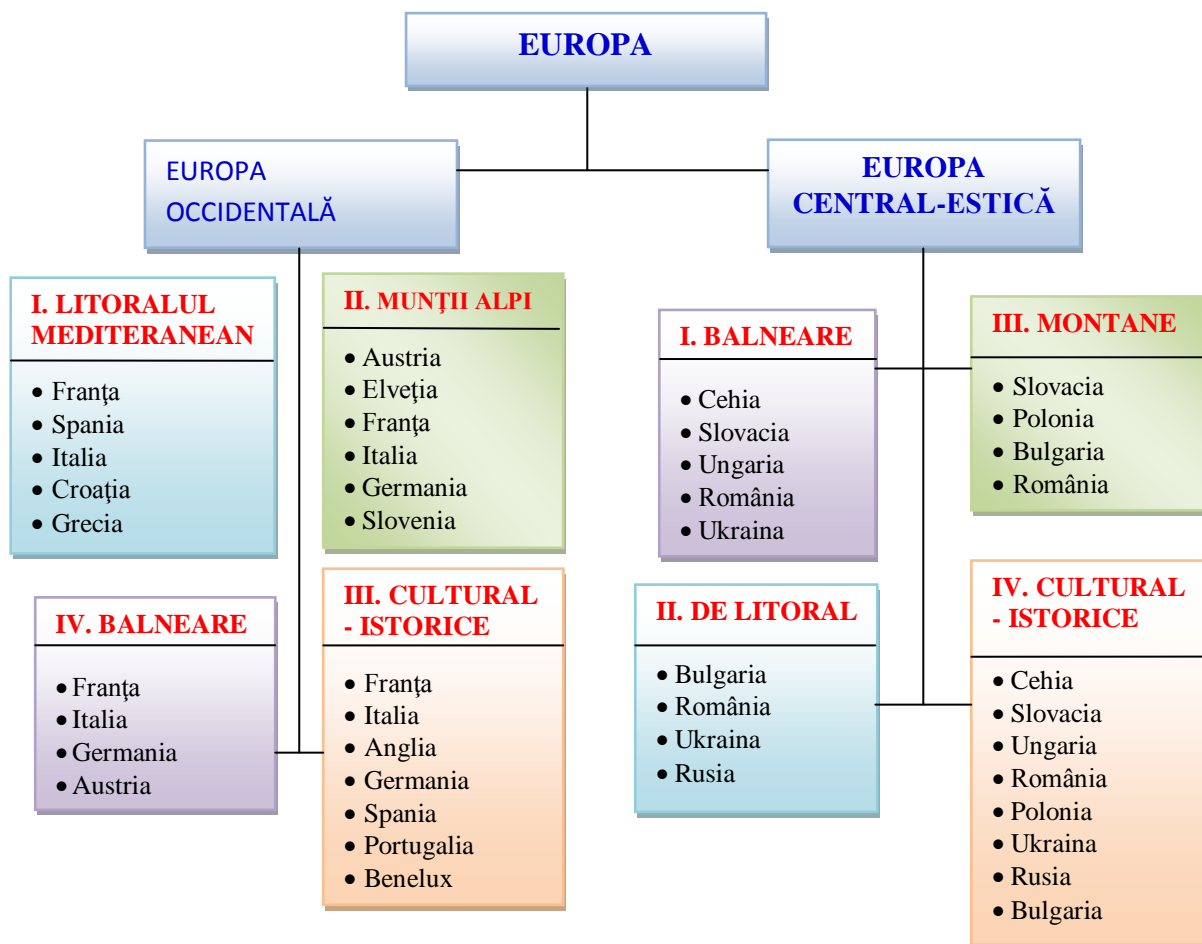 EUROPA
EUROPA
OCCIDENTALĂ
EUROPA
CENTRAL-ESTICĂ
I. LITORALUL
MEDITERANEAN
• Franţa
• Spania
• Italia
• Croaţia
• Grecia
II. MUNŢII ALPI
• Austria
• Elveţia
• Franţa
• Italia
• Germania
• Slovenia
IV. BALNEARE
• Franţa
• Italia
• Germania
• Austria
III. CULTURAL
- ISTORICE
• Franţa
• Italia
• Anglia
• Germania
• Spania
• Portugalia
• Benelux
I. BALNEARE
• Cehia
• Slovacia
• Ungaria
• România
• Ukraina
III. MONTANE
• Slovacia
• Polonia
• Bulgaria
• România
II. DE LITORAL
• Bulgaria
• România
• Ukraina
• Rusia
IV. CULTURAL
- ISTORICE
• Cehia
• Slovacia
• Ungaria
• România
• Polonia
• Ukraina
• Rusia
• Bulgaria